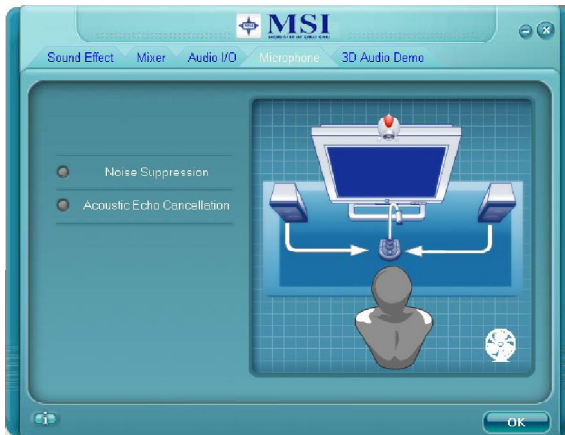 MSI
Sound Effect Mixer Audio I/O Microphone 3D Audio Demo
Noise Suppression
Acoustic Echo Cancellation
OK